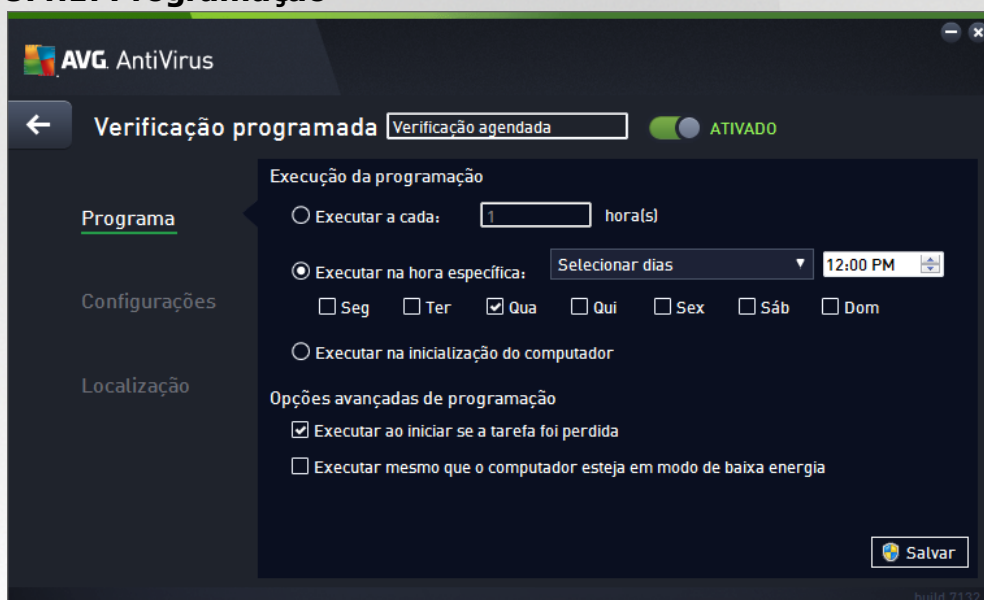 Programação
AVG. AntiVirus
Verificação programada Verificação agendada ATIVADO
Execução da programação
Programa
Executar a cada: 1 hora(s)
Executar na hora específica: Selecionar dias 12:00 PM
Configurações
Seg Ter Qua Qui Sex Sáb Dom
Executar na inicialização do computador
Localização
Opções avançadas de programação
Executar ao iniciar se a tarefa foi perdida
Executar mesmo que o computador esteja em modo de baixa energia
Salvar
build 7132